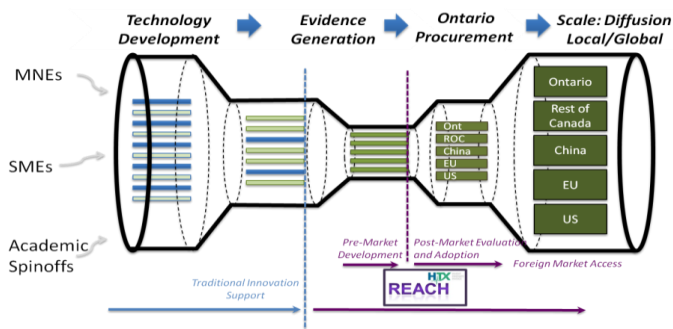 Technology
Development
Evidence
Generation
Ontario
Procurement
Scale: Diffusion
Local/Global
MNEs
SMEs
Academic
Spinoffs
Ont
ROC
China
EU
US
Ontario
Rest of
Canada
China
EU
US
Pre-Market
Development
Post-Market Evaluation
and Adoption
Foreign Market Access
Traditional Innovation
Support
HTX
REACH